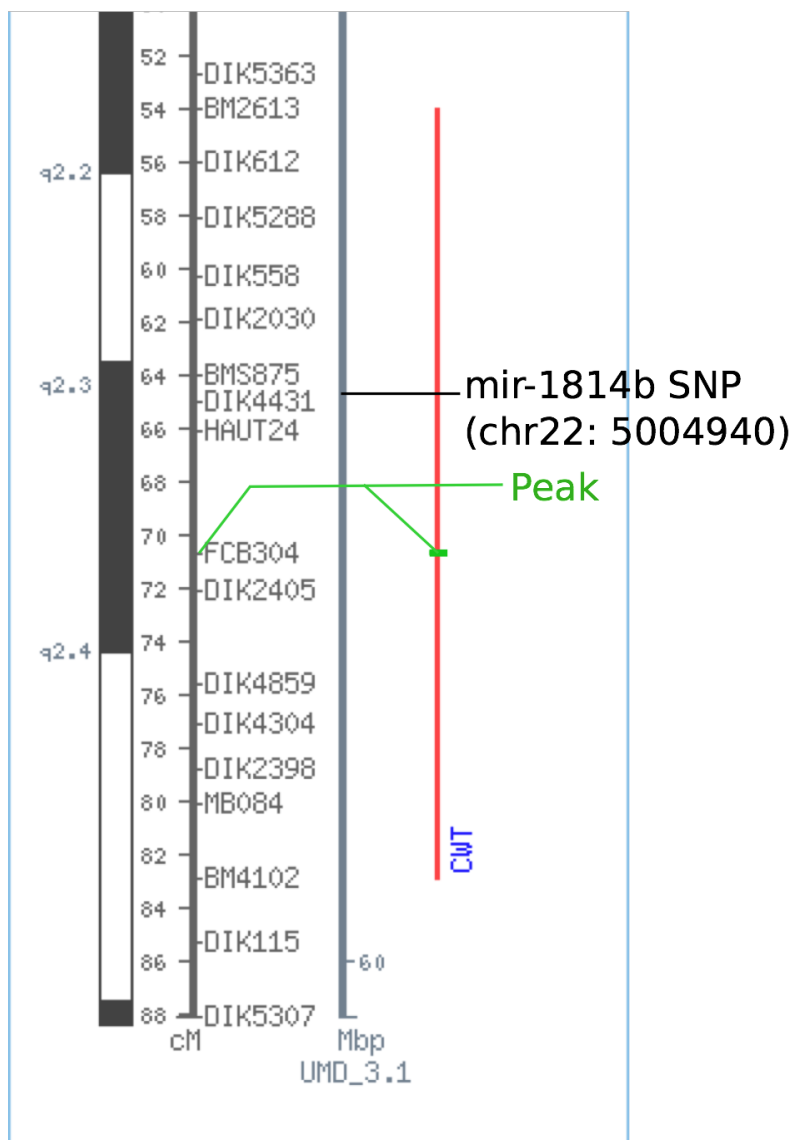 52
DIK5363
54
BM2613
56
DIK612
q2.2
58
DIK5288
60
DIK558
62
DIK2030
64
BMS875
q2.3
DIK4431
mir-1814b SNP
(chr22: 5004940)
66
HAUT24
68
Peak
70
FCB304
72
DIK2405
74
q2.4
76
DIK4859
DIK4304
78
DIK2398
80
MB084
82
CWT
BM4102
84
DIK115
86
60
88
DIK5307
cM
Mbp
UMD_3.1